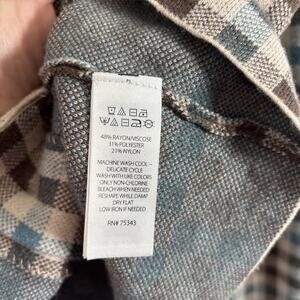 48% RAYON/VISCOSE
31% POLYESTER
21% NYLON
MACHINE WASH COOL –
DELICATE CYCLE
WASH WITH LIKE COLORS
ONLY NON-CHLORINE
BLEACH WHEN NEEDED
RESHAPE WHILE DAMP
DRY FLAT
LOW IRON IF NEEDED
RN# 75343